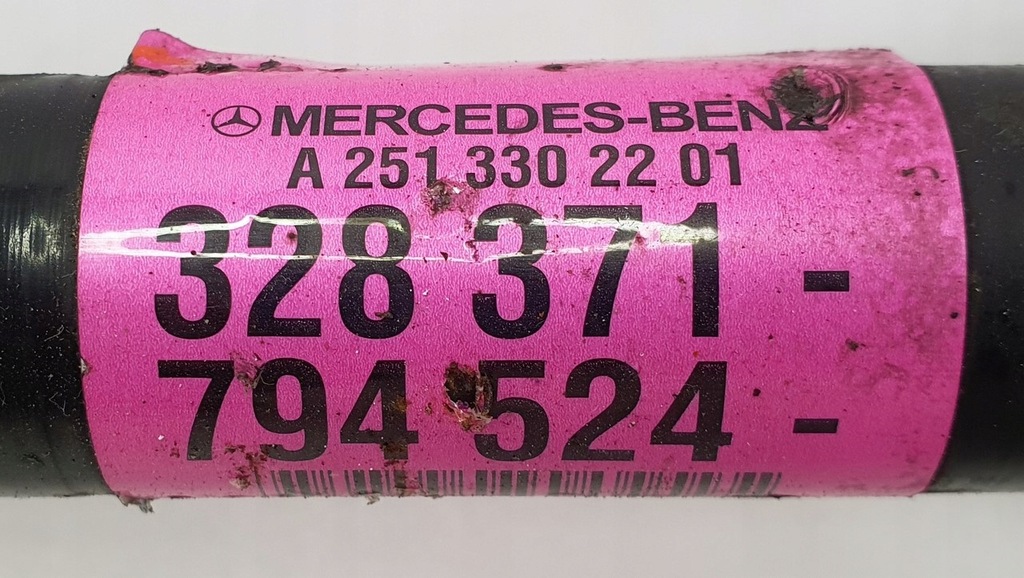 MERCEDES-BENZ
A 251 330 22 01
328 371 -
794 524 -